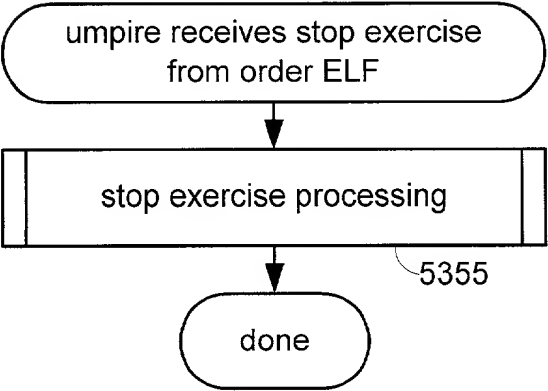 umpire receives stop exercise
from order ELF
stop exercise processing
5355
done